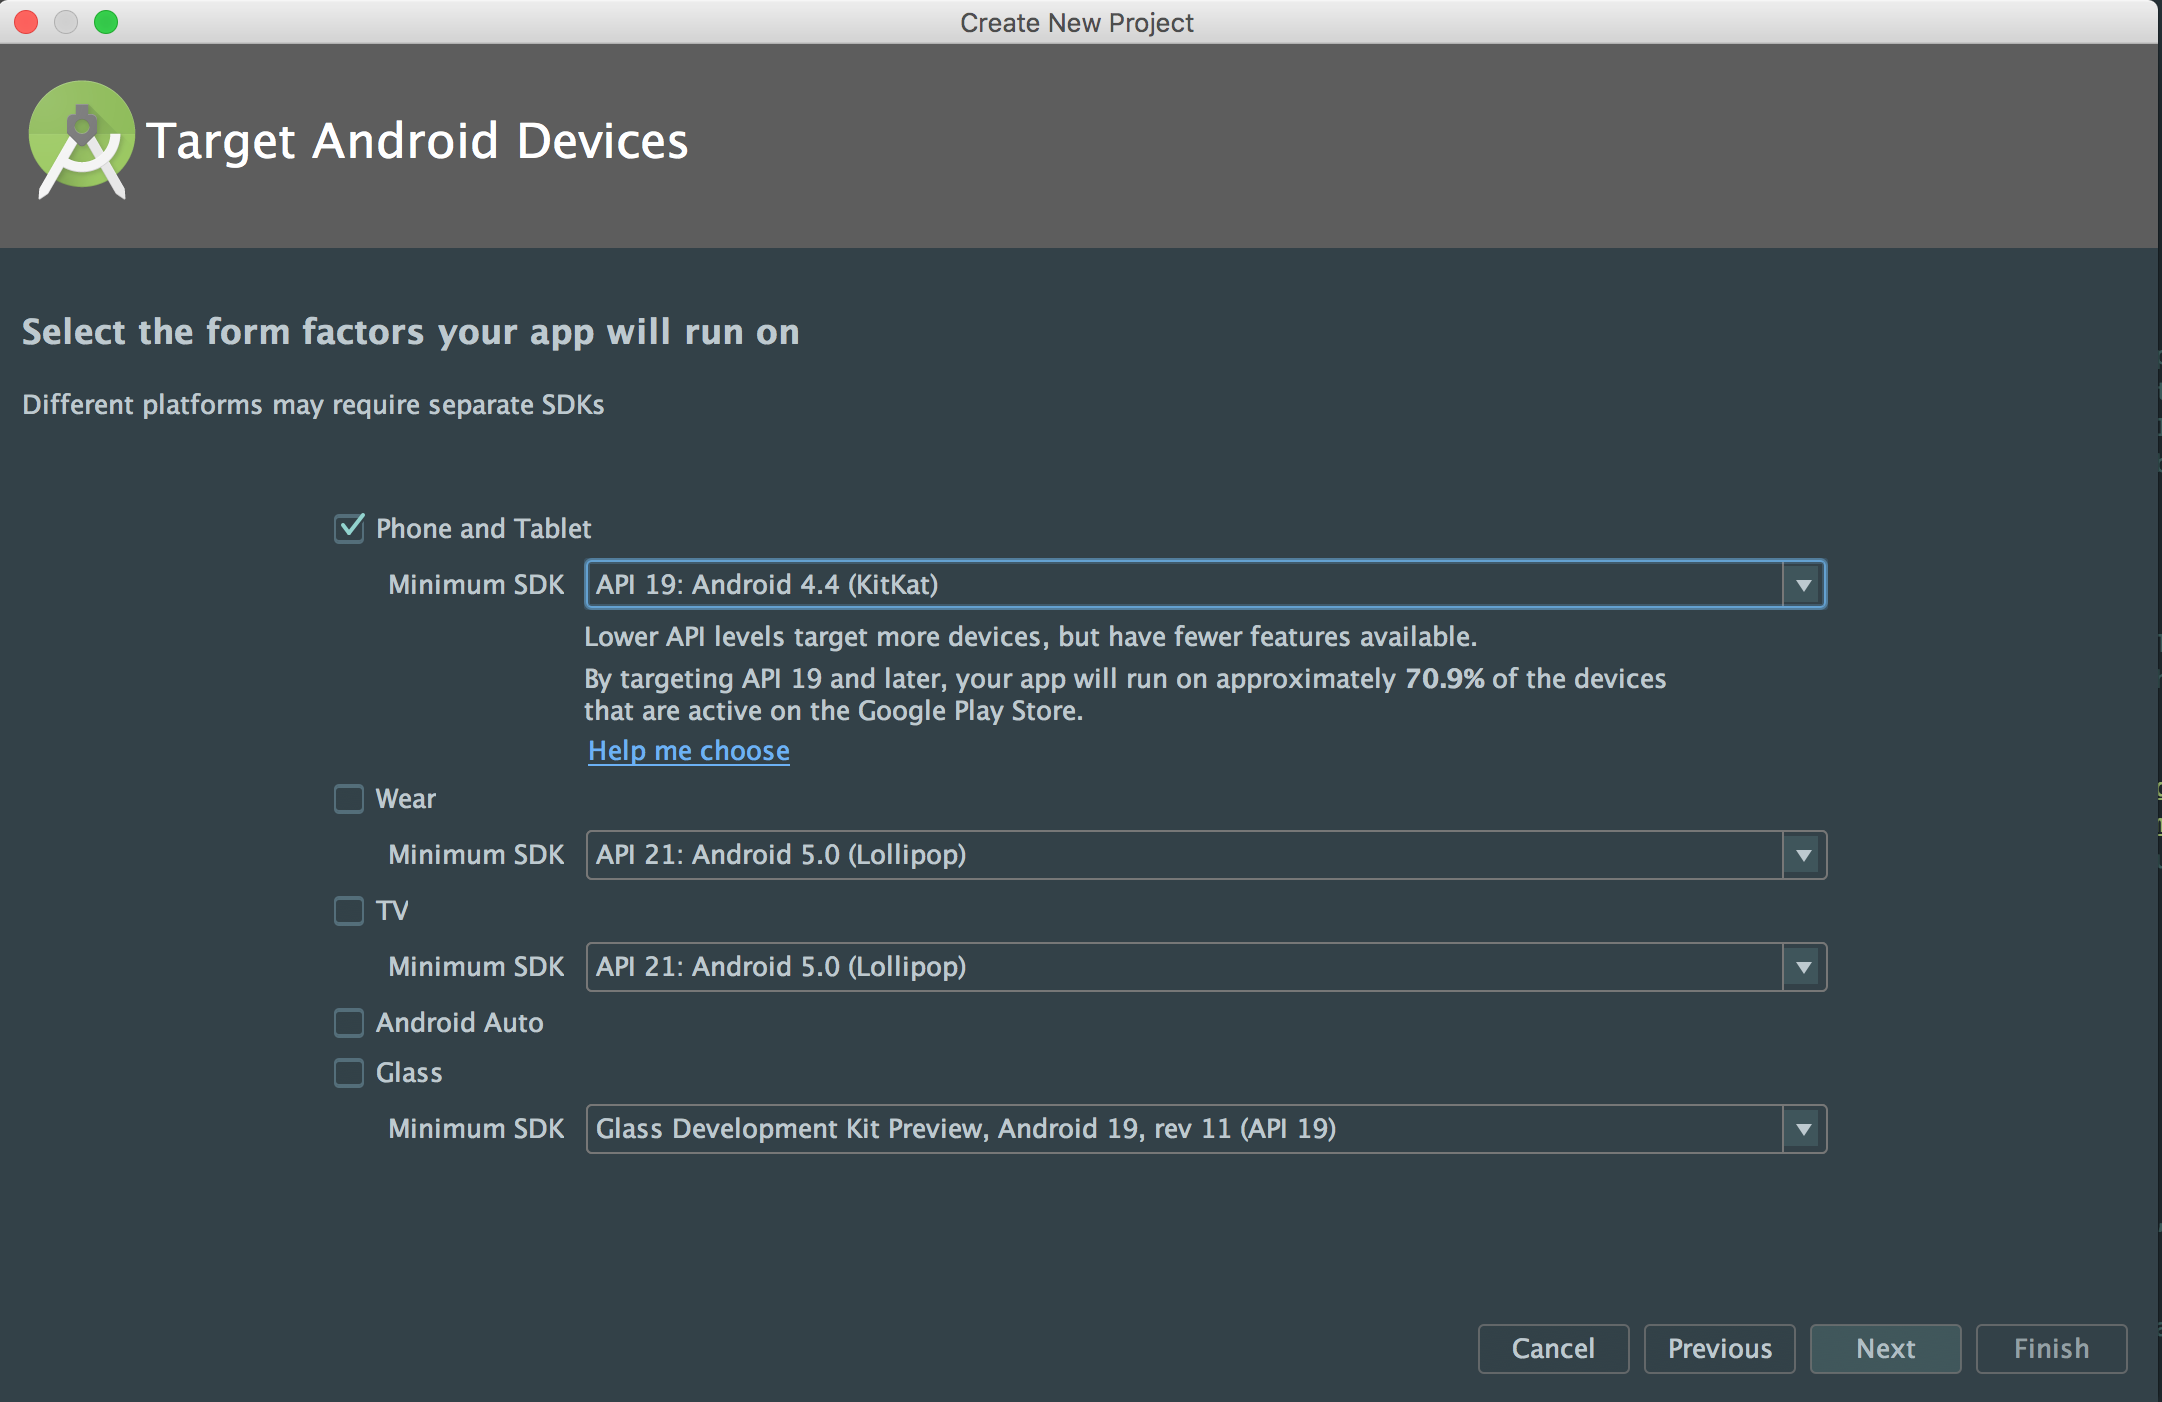 Create New Project
Target Android Devices
Select the form factors your app will run on
Different platforms may require separate SDKs
Phone and Tablet
Minimum SDK API 19: Android 4.4 (KitKat)
Lower API levels target more devices, but have fewer features available.
By targeting API 19 and later, your app will run on approximately 70.9% of the devices
that are active on the Google Play Store.
Help me choose
Wear
Minimum SDK API 21: Android 5.0 (Lollipop)
TV
Minimum SDK API 21: Android 5.0 (Lollipop)
Android Auto
Glass
Minimum SDK Glass Development Kit Preview, Android 19, rev 11 (API 19)
Cancel Previous Next Finish